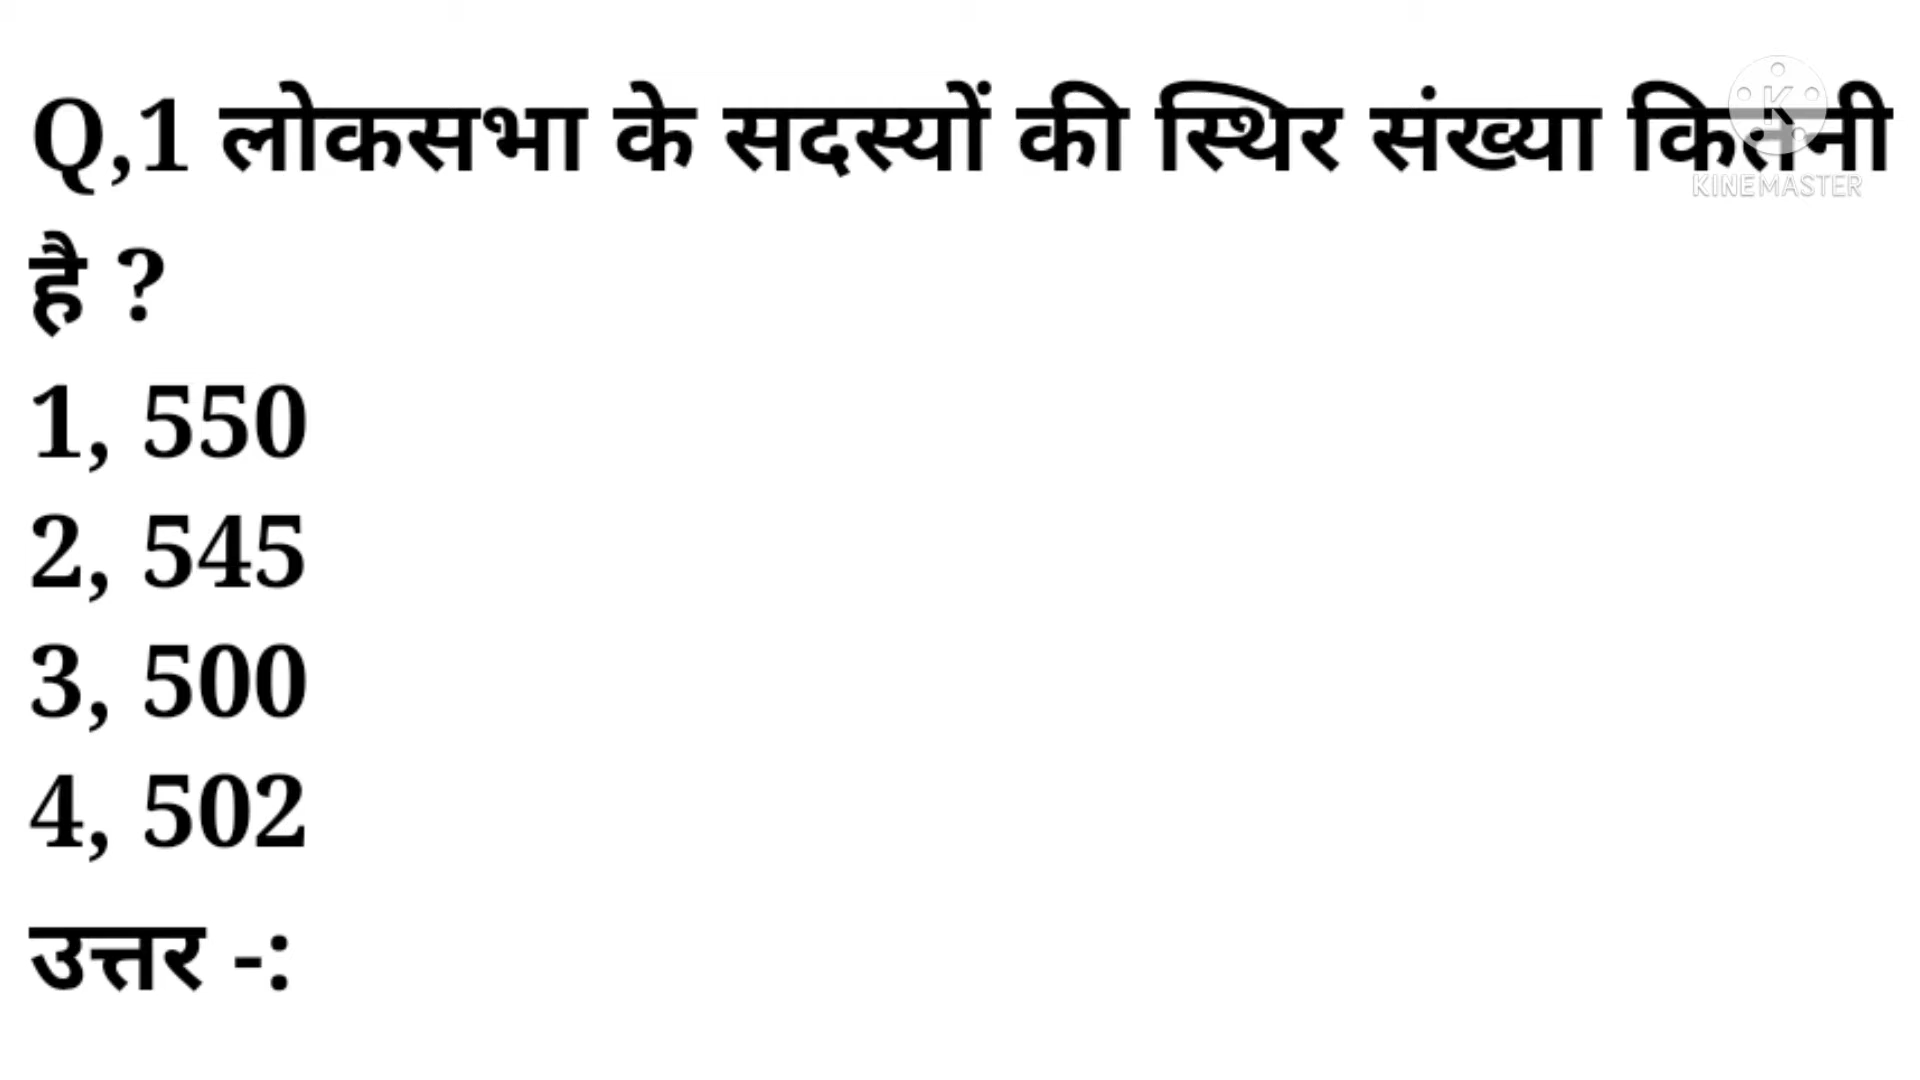 Q,1 लोकसभा के सदस्यों की स्थिर संख्या कितनी
है ?
1, 550
2, 545
3, 500
4, 502
उत्तर -:
K
KINEMASTER